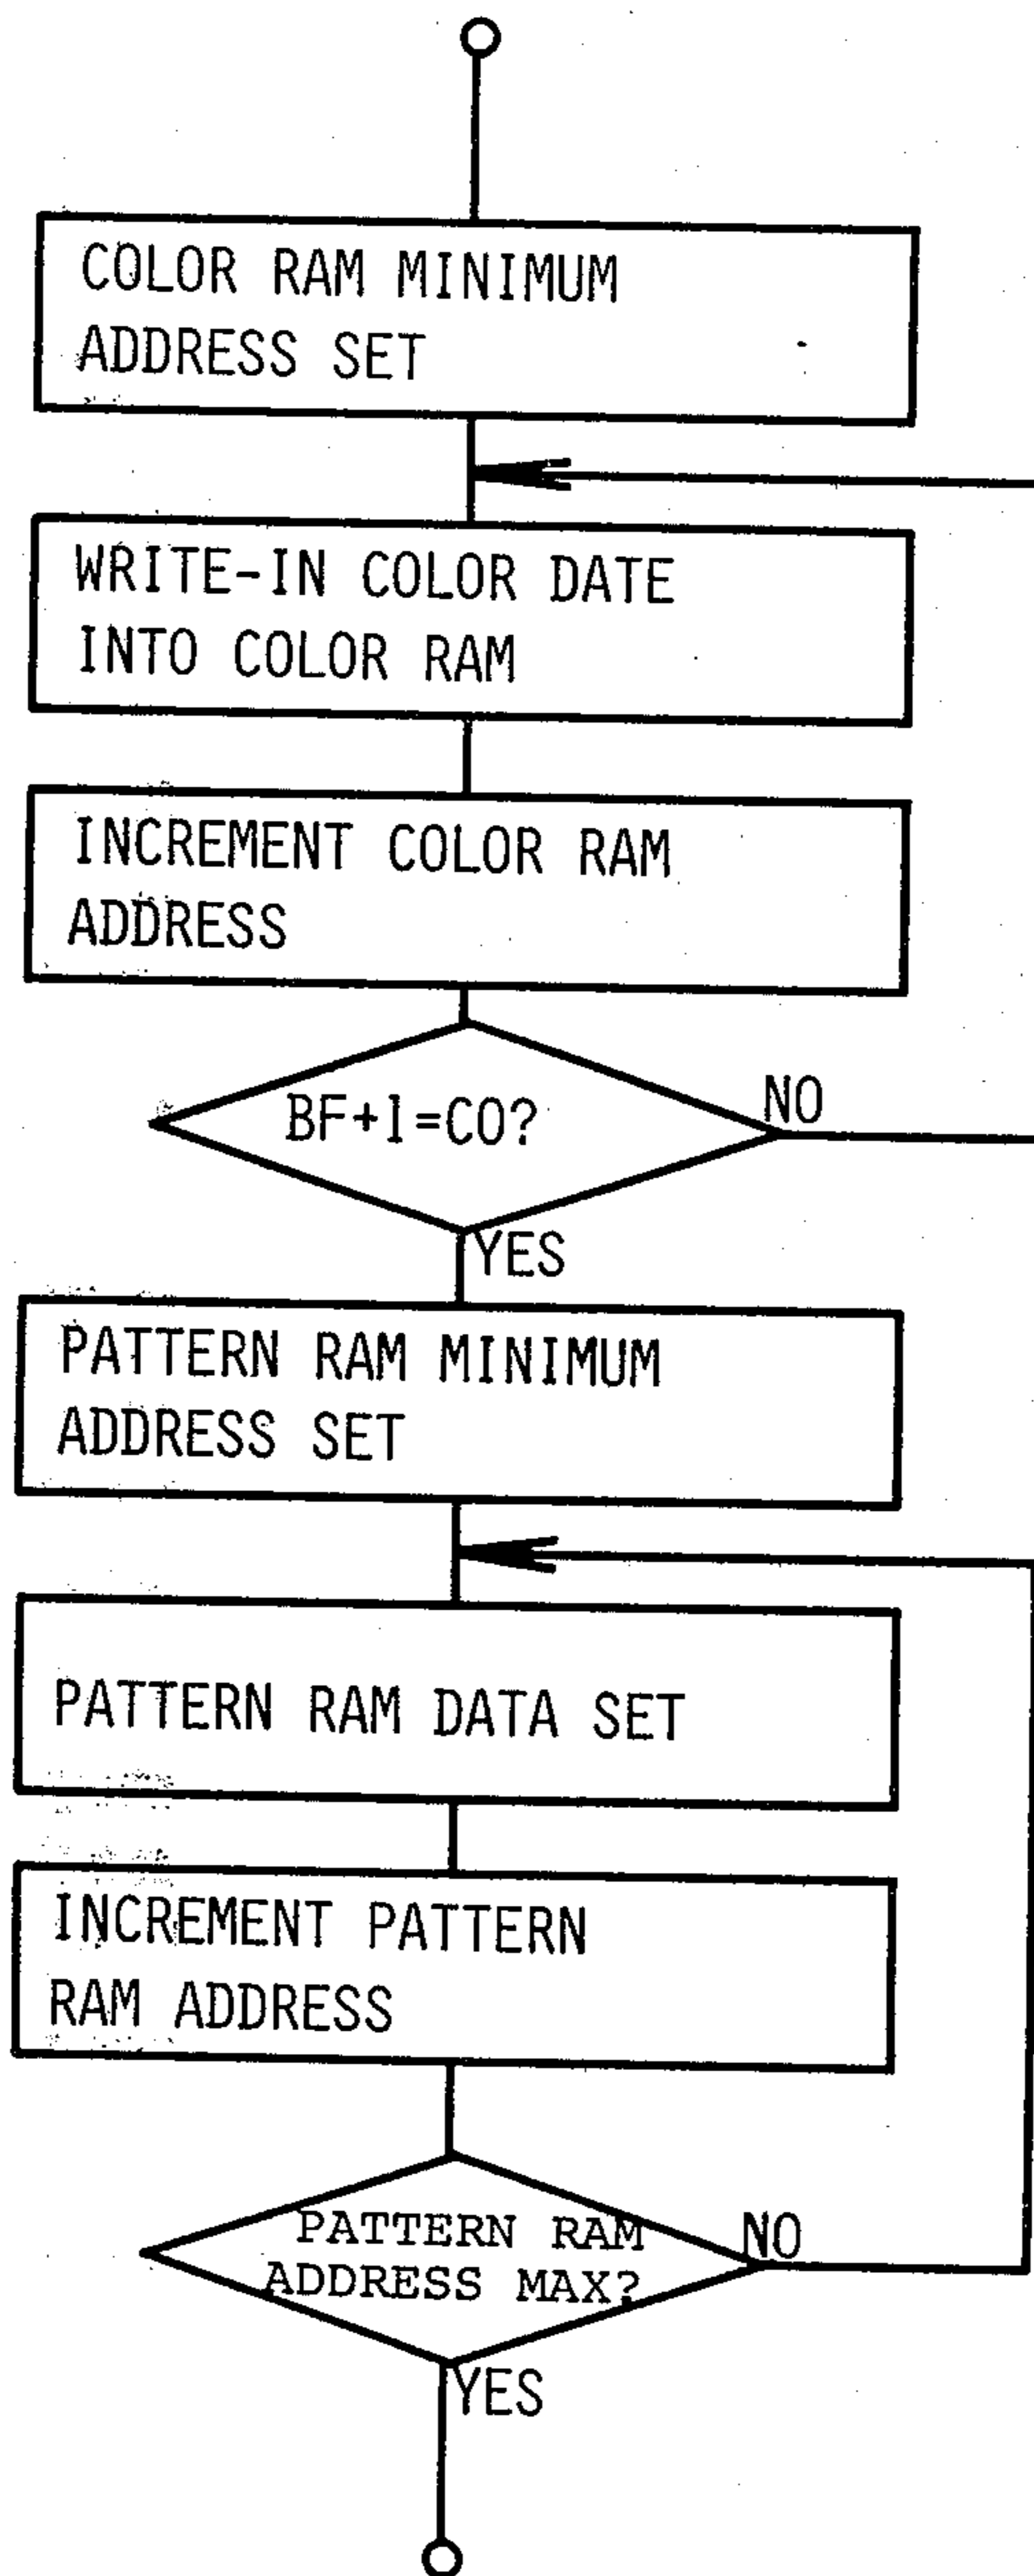 COLOR RAM MINIMUM
ADDRESS SET
WRITE-IN COLOR DATE
INTO COLOR RAM
INCREMENT COLOR RAM
ADDRESS
BF+1=CO?
NO
YES
PATTERN RAM MINIMUM
ADDRESS SET
PATTERN RAM DATA SET
INCREMENT PATTERN
RAM ADDRESS
PATTERN RAM
ADDRESS MAX?
NO
YES